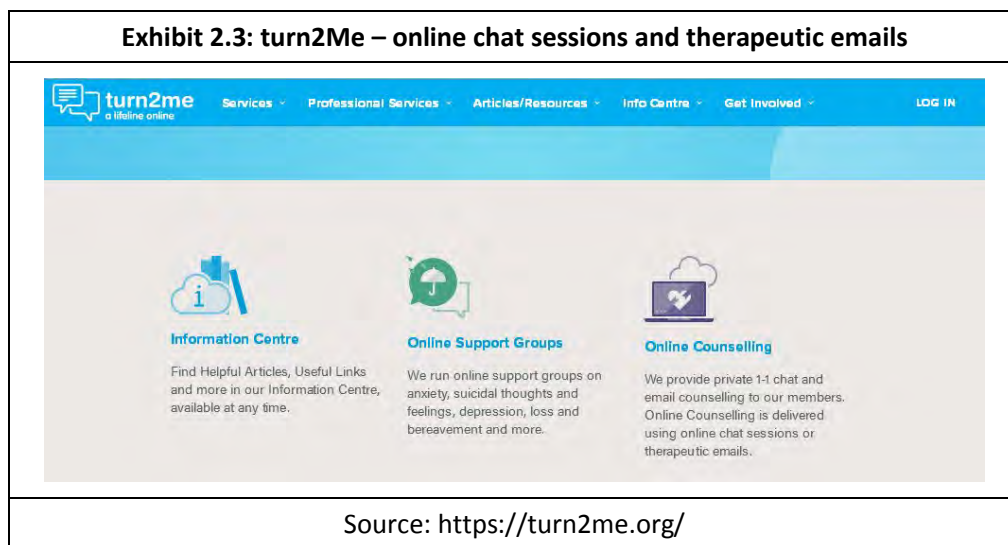 Exhibit 2.3: turn2Me – online chat sessions and therapeutic emails
turn2me
a lifeline online
Services
Professional Services
Articles/Resources
Info Centre
Get Involved
LOG IN
i
Information Centre
Find Helpful Articles, Useful Links
and more in our Information Centre,
available at any time.
Online Support Groups
We run online support groups on
anxiety, suicidal thoughts and
feelings, depression, loss and
bereavement and more.
Online Counselling
We provide private 1-1 chat and
email counselling to our members.
Online Counselling is delivered
using online chat sessions or
therapeutic emails.
Source: https://turn2me.org/